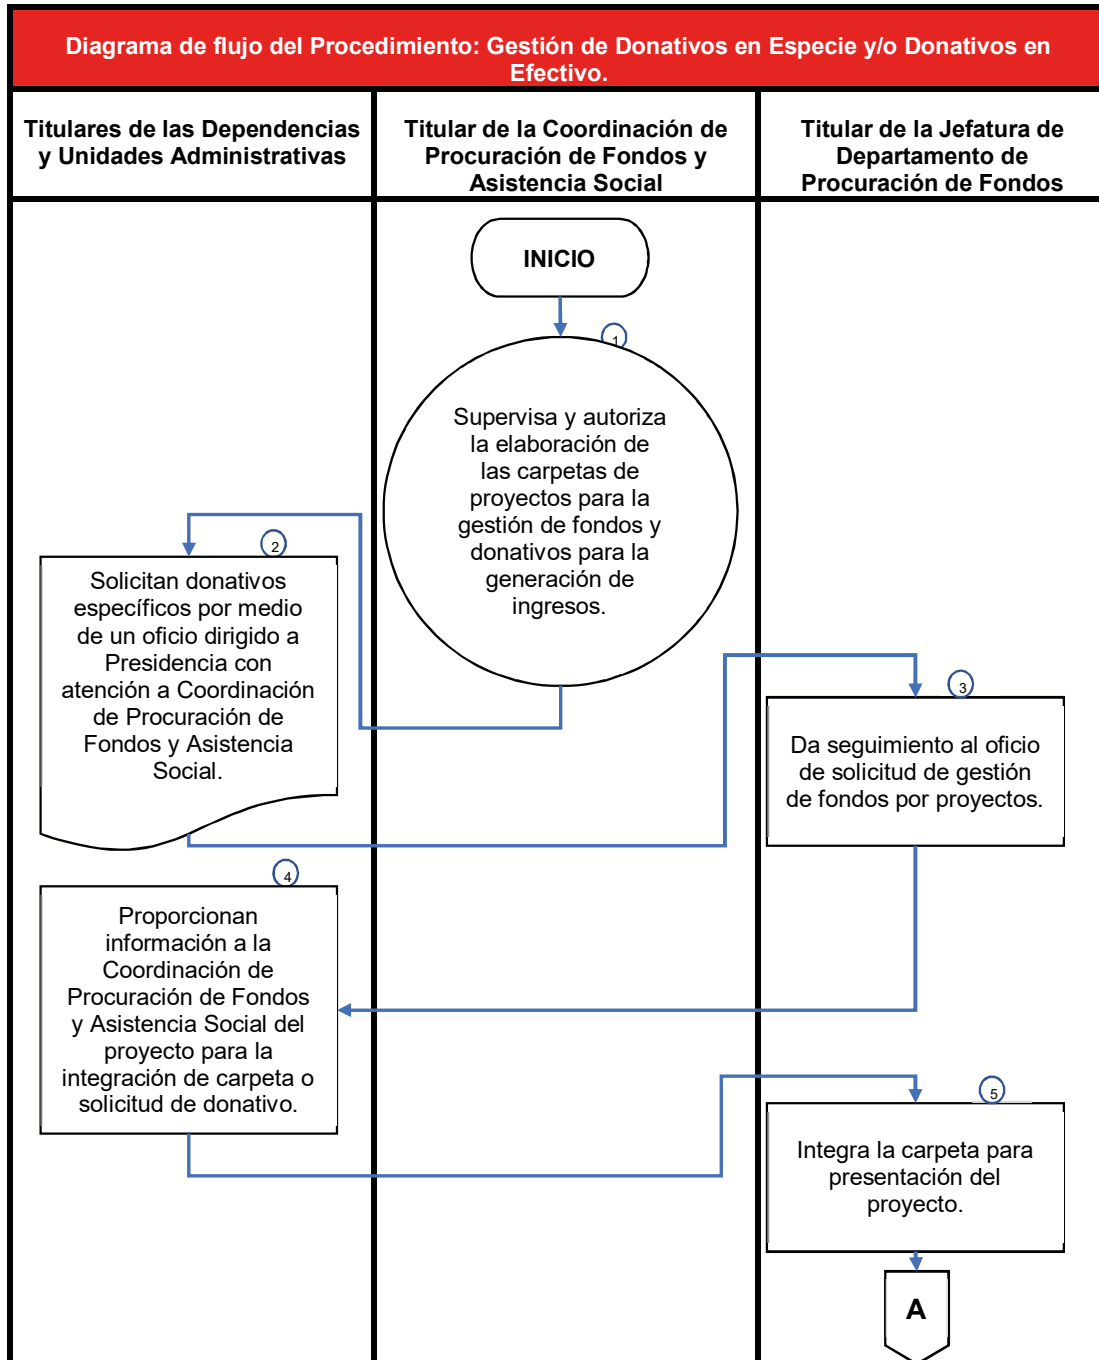 Diagrama de flujo del Procedimiento: Gestión de Donativos en Especie y/o Donativos en
Efectivo.
Titulares de las Dependencias
y Unidades Administrativas
Titular de la Coordinación de
Procuración de Fondos y
Asistencia Social
Titular de la Jefatura de
Departamento de
Procuración de Fondos
INICIO
1
Supervisa y autoriza
la elaboración de
las carpetas de
proyectos para la
gestión de fondos y
donativos para la
generación de
ingresos.
2
Solicitan donativos
específicos por medio
de un oficio dirigido a
Presidencia con
atención a Coordinación
de Procuración de
Fondos y Asistencia
Social.
3
Da seguimiento al oficio
de solicitud de gestión
de fondos por proyectos.
4
Proporcionan
información a la
Coordinación de
Procuración de Fondos
y Asistencia Social del
proyecto para la
integración de carpeta o
solicitud de donativo.
5
Integra la carpeta para
presentación del
proyecto.
A